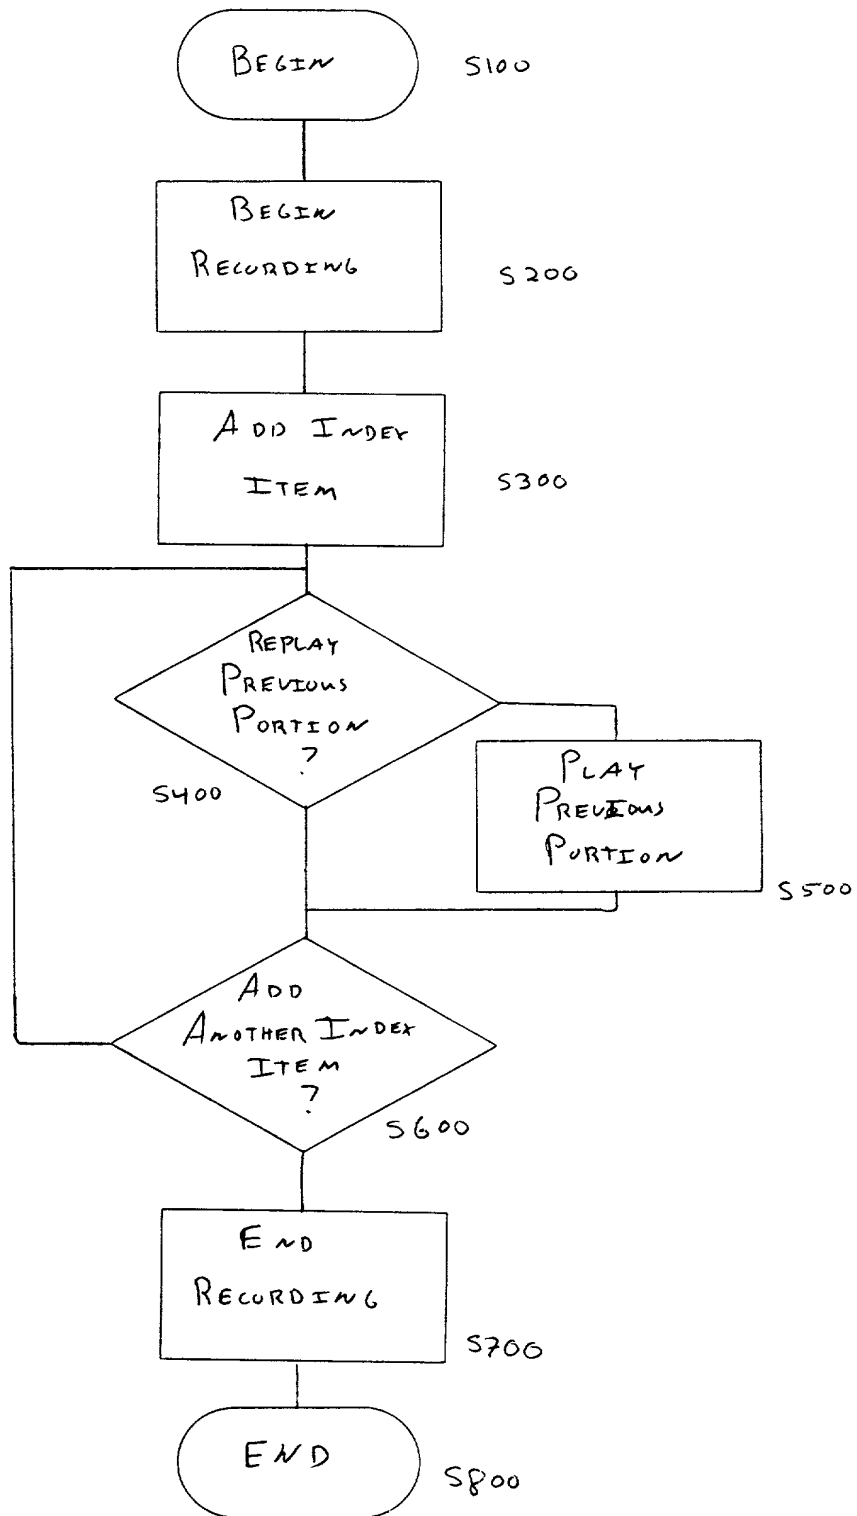 BEGIN
S100
BEGIN
RECORDING
S200
ADD INDEX
ITEM
S300
REPLAY
PREVIOUS
PORTION
?
S400
PLAY
PREVIOUS
PORTION
S500
ADD
ANOTHER INDEX
ITEM
?
S600
END
RECORDING
S700
END
S800